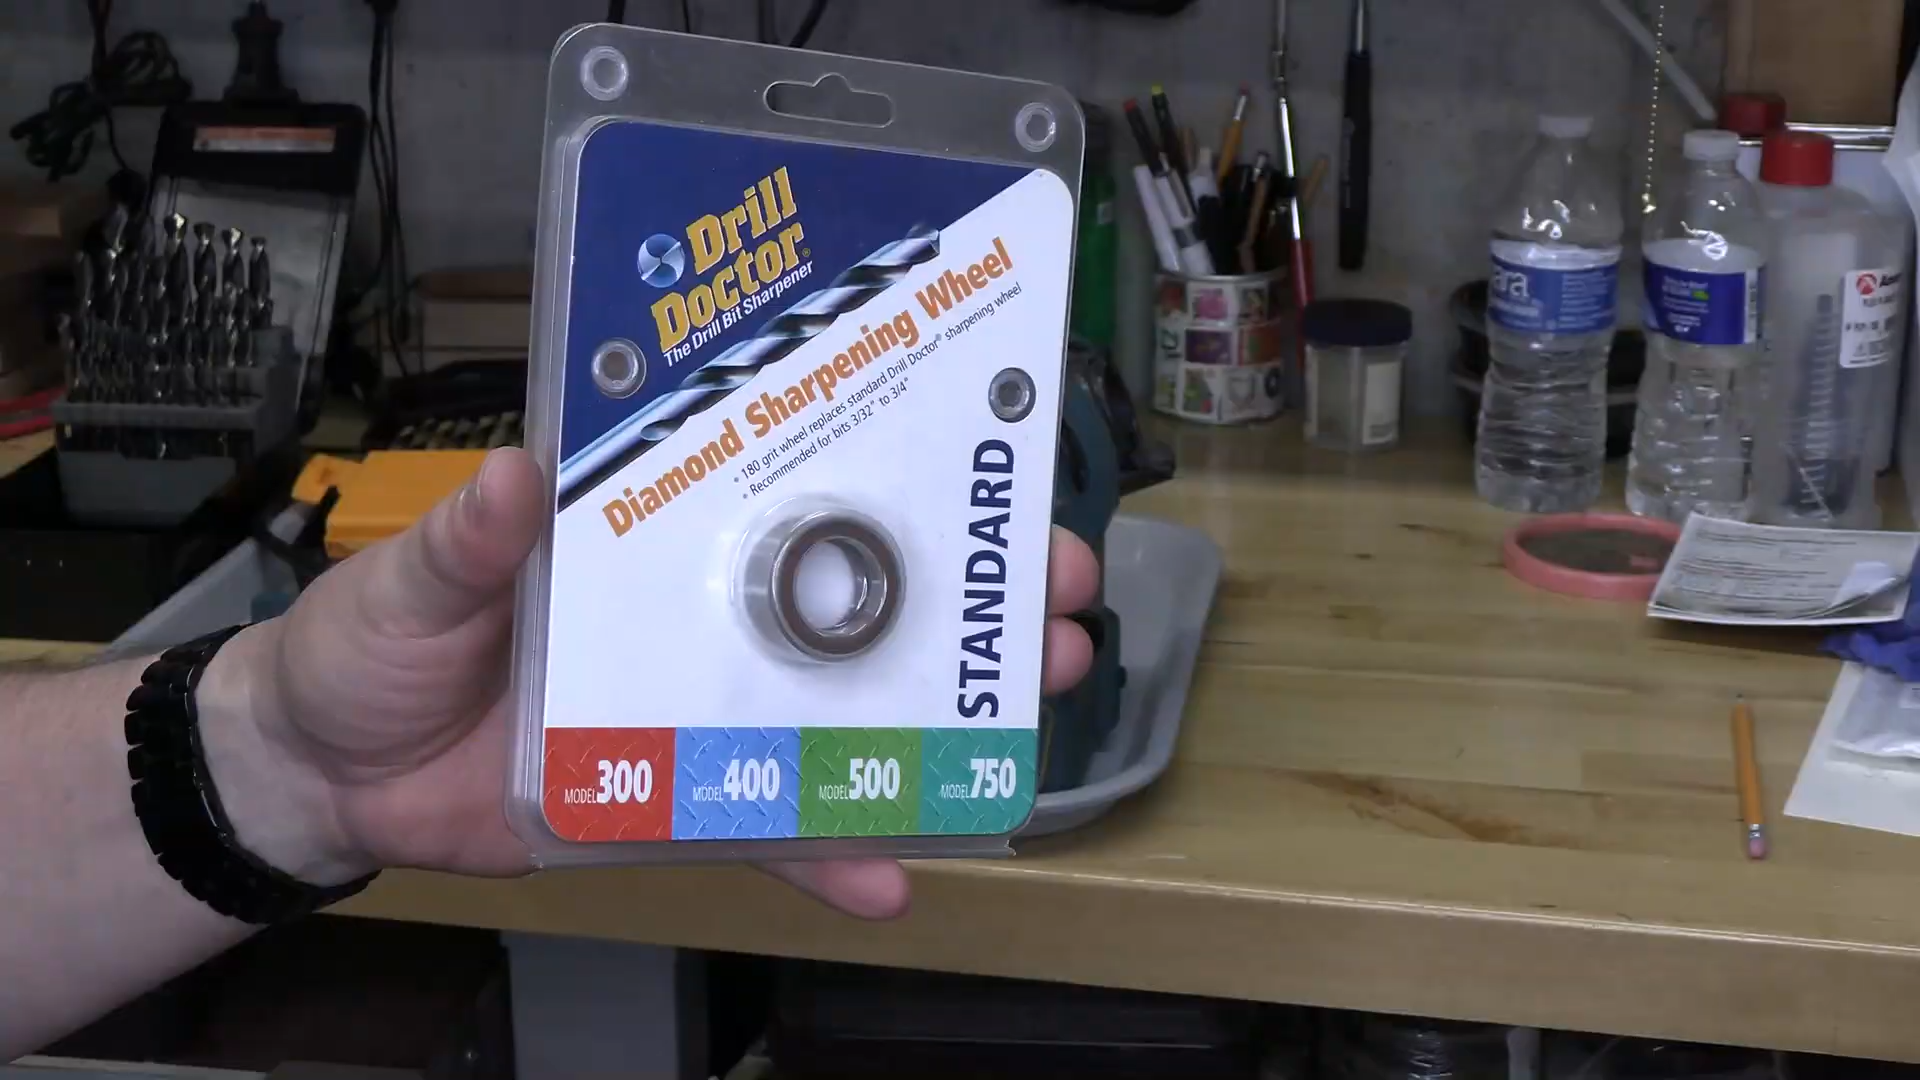 Drill
Doctor®
The Drill Bit Sharpener
Diamond Sharpening Wheel
• 180 grit wheel replaces standard Drill Doctor® sharpening wheel
• Recommended for bits 3/32" to 3/4"
STANDARD
MODEL 300
MODEL 400
MODEL 500
MODEL 750